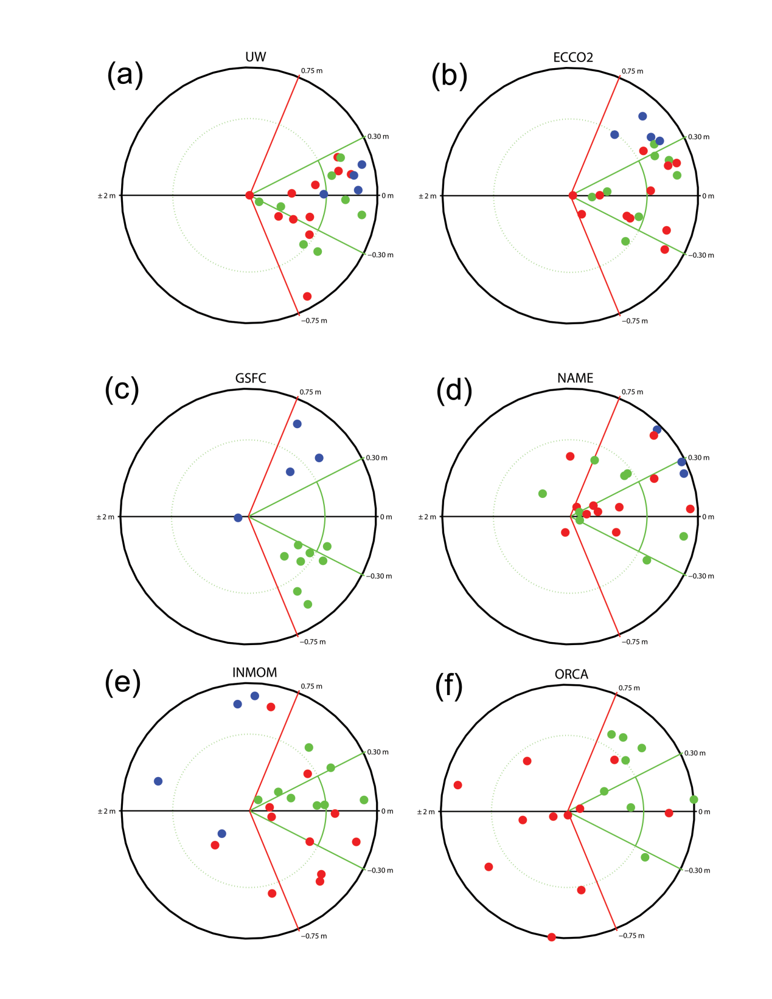 (a)
UW
0.75 m
0.30 m
± 2 m
0 m
−0.30 m
−0.75 m
(b)
ECCO2
0.75 m
0.30 m
± 2 m
0 m
−0.30 m
−0.75 m
(c)
GSFC
0.75 m
0.30 m
± 2 m
0 m
−0.30 m
−0.75 m
(d)
NAME
0.75 m
0.30 m
± 2 m
0 m
−0.30 m
−0.75 m
(e)
INMOM
0.75 m
0.30 m
± 2 m
0 m
−0.30 m
−0.75 m
(f)
ORCA
0.75 m
0.30 m
± 2 m
0 m
−0.30 m
−0.75 m